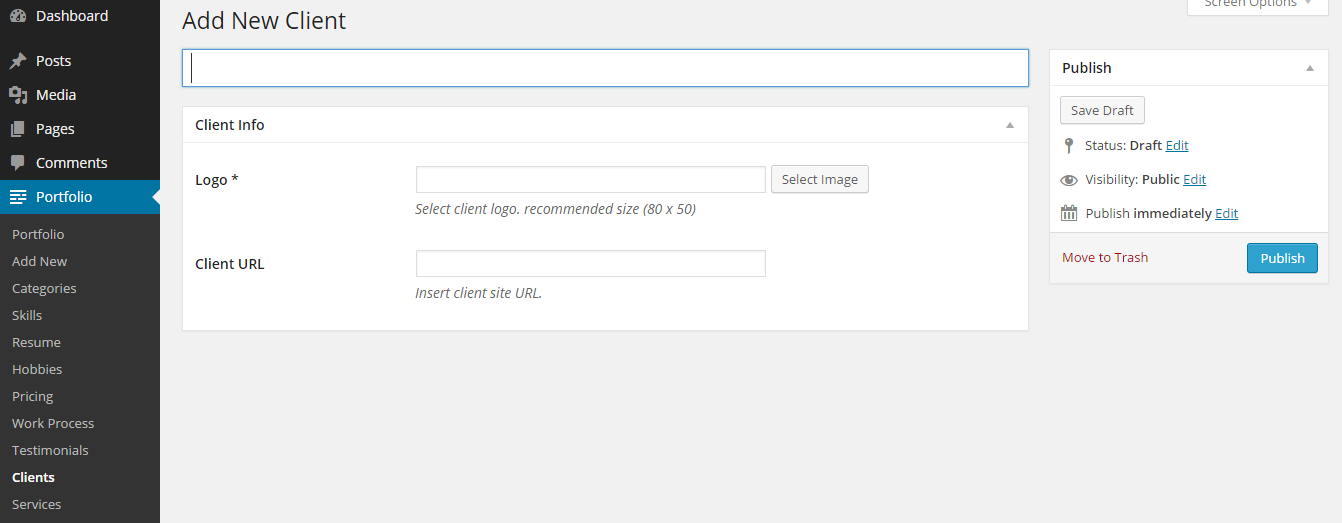 Dashboard
Posts
Media
Pages
Comments
Portfolio
Portfolio
Add New
Categories
Skills
Resume
Hobbies
Pricing
Work Process
Testimonials
Clients
Services
Screen Options
Add New Client
Client Info
Logo *
Select Image
Select client logo. recommended size (80 x 50)
Client URL
Insert client site URL.
Publish
Save Draft
Status: Draft Edit
Visibility: Public Edit
Publish immediately Edit
Move to Trash
Publish